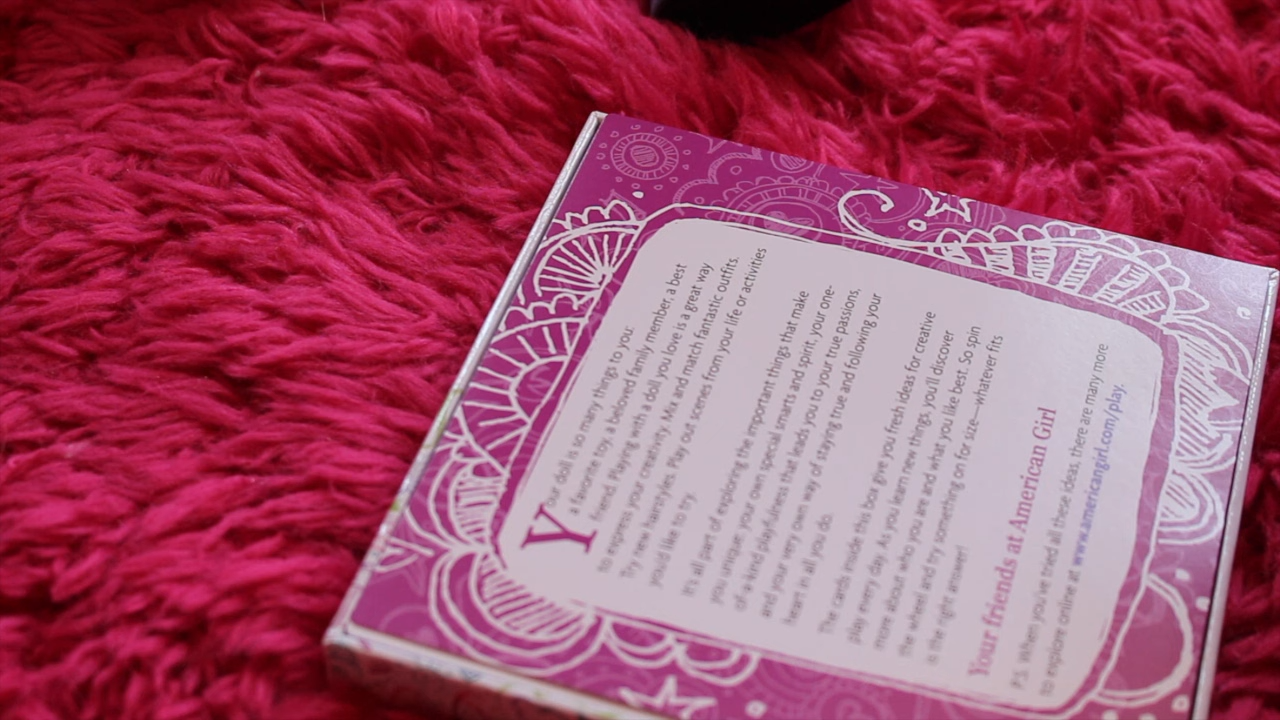 Your doll is so many things to you:
a favorite toy, a beloved family member, a best
friend. Playing with a doll you love is a great way
to express your creativity. Mix and match fantastic outfits.
Try new hairstyles. Play out scenes from your life or activities
you'd like to try.
It's all part of exploring the important things that make
you unique: your own special smarts and spirit, your one-
of-a-kind playfulness that leads you to your true passions,
and your very own way of staying true and following your
heart in all you do.
The cards inside this box give you fresh ideas for creative
play every day. As you learn new things, you'll discover
more about who you are and what you like best. So spin
the wheel and try something on for size—whatever fits
is the right answer!
Your friends at American Girl
P.S. When you've tried all these ideas, there are many more
to explore online at www.americangirl.com/play.